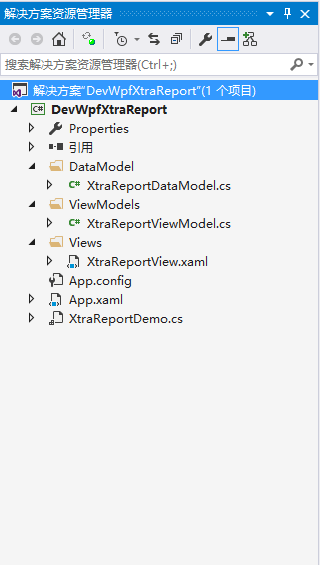 解决方案资源管理器
搜索解决方案资源管理器(Ctrl+;)
解决方案"DevWpfXtraReport"(1 个项目)
C# DevWpfXtraReport
Properties
引用
DataModel
C# XtraReportDataModel.cs
ViewModels
C# XtraReportViewModel.cs
Views
XtraReportView.xaml
App.config
App.xaml
XtraReportDemo.cs